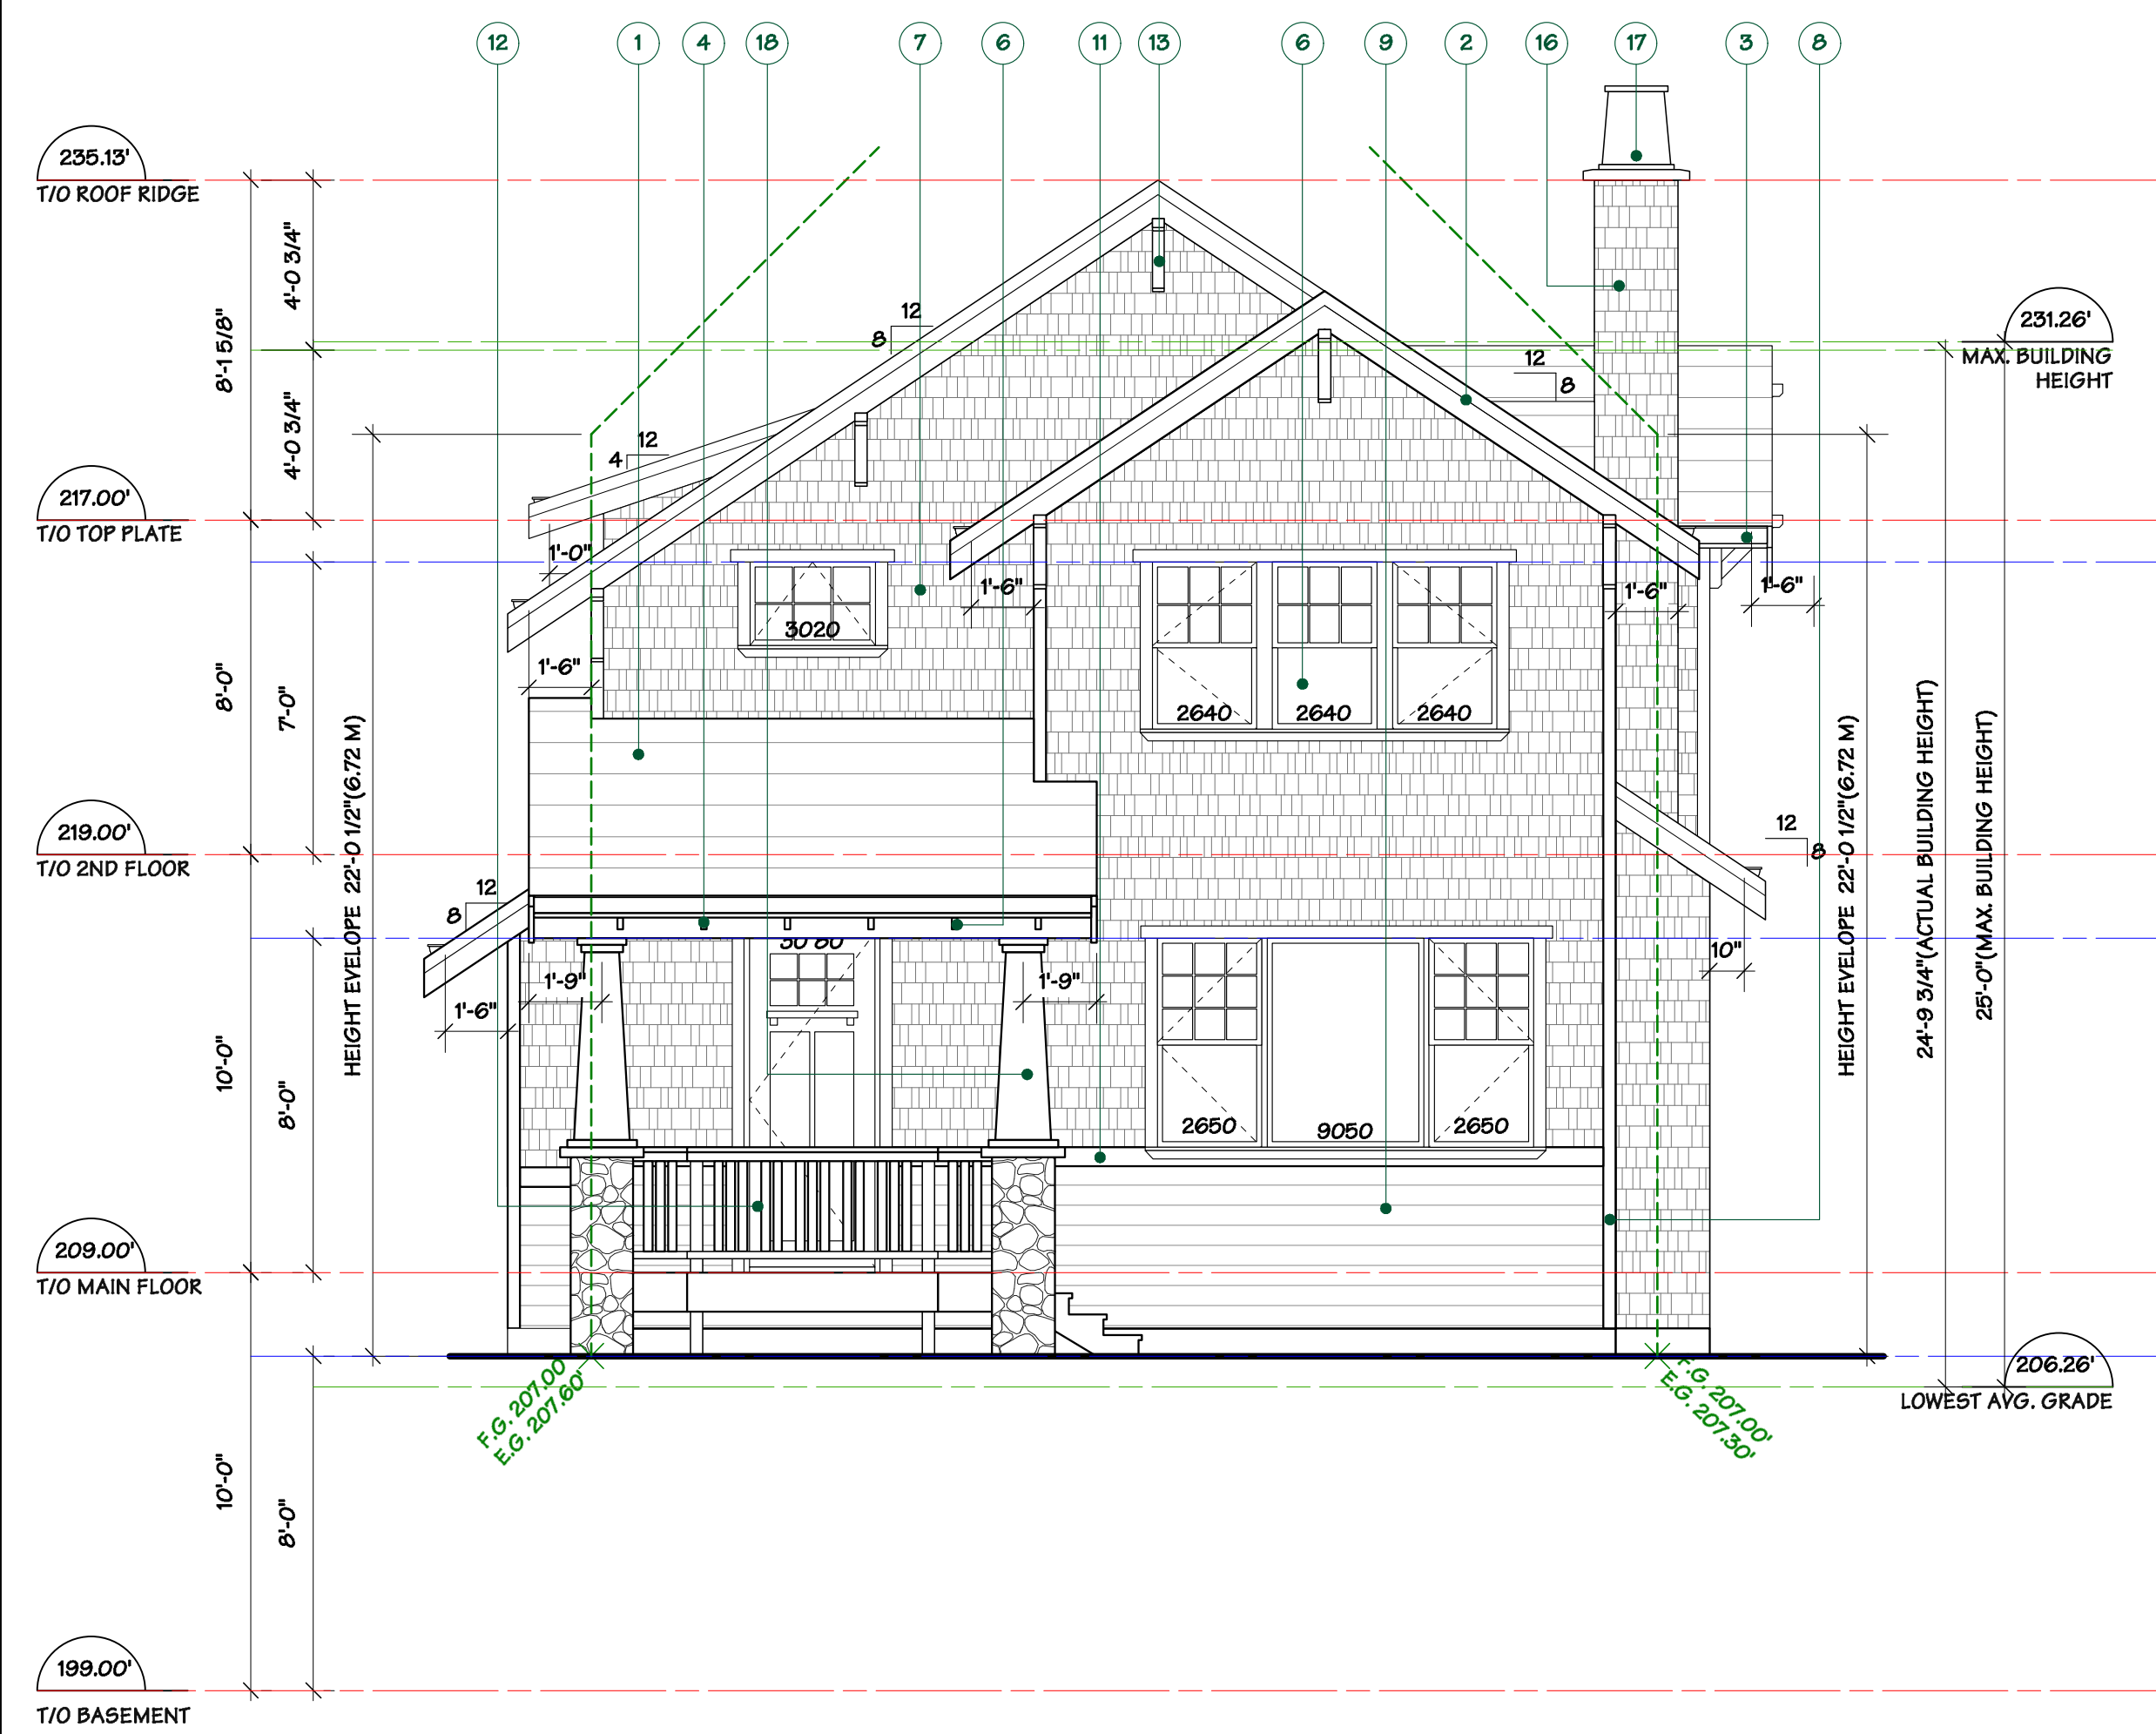 12 1 4 18 7 6 11 13 6 9 2 16 17 3 8
235.13'
T/O ROOF RIDGE
4'-0 3/4"
8'-1 5/8"
4'-0 3/4"
12
8
12
8
231.26'
MAX. BUILDING
HEIGHT
12
4
217.00'
T/O TOP PLATE
1'-0"
1'-6"
1'-6"
1'-6"
3020
1'-6"
8'-0"
7'-0"
2640 2640 2640
HEIGHT EVELOPE 22'-0 1/2"(6.72 M)
HEIGHT EVELOPE 22'-0 1/2"(6.72 M)
24'-9 3/4"(ACTUAL BUILDING HEIGHT)
25'-0"(MAX. BUILDING HEIGHT)
219.00'
T/O 2ND FLOOR
12
8
12
8
30 80
10"
1'-9"
1'-9"
1'-6"
10'-0"
8'-0"
2650 9050 2650
209.00'
T/O MAIN FLOOR
206.26'
LOWEST AVG. GRADE
F.G. 207.00'
E.G. 207.60'
F.G. 207.00'
E.G. 207.30'
10'-0"
8'-0"
199.00'
T/O BASEMENT